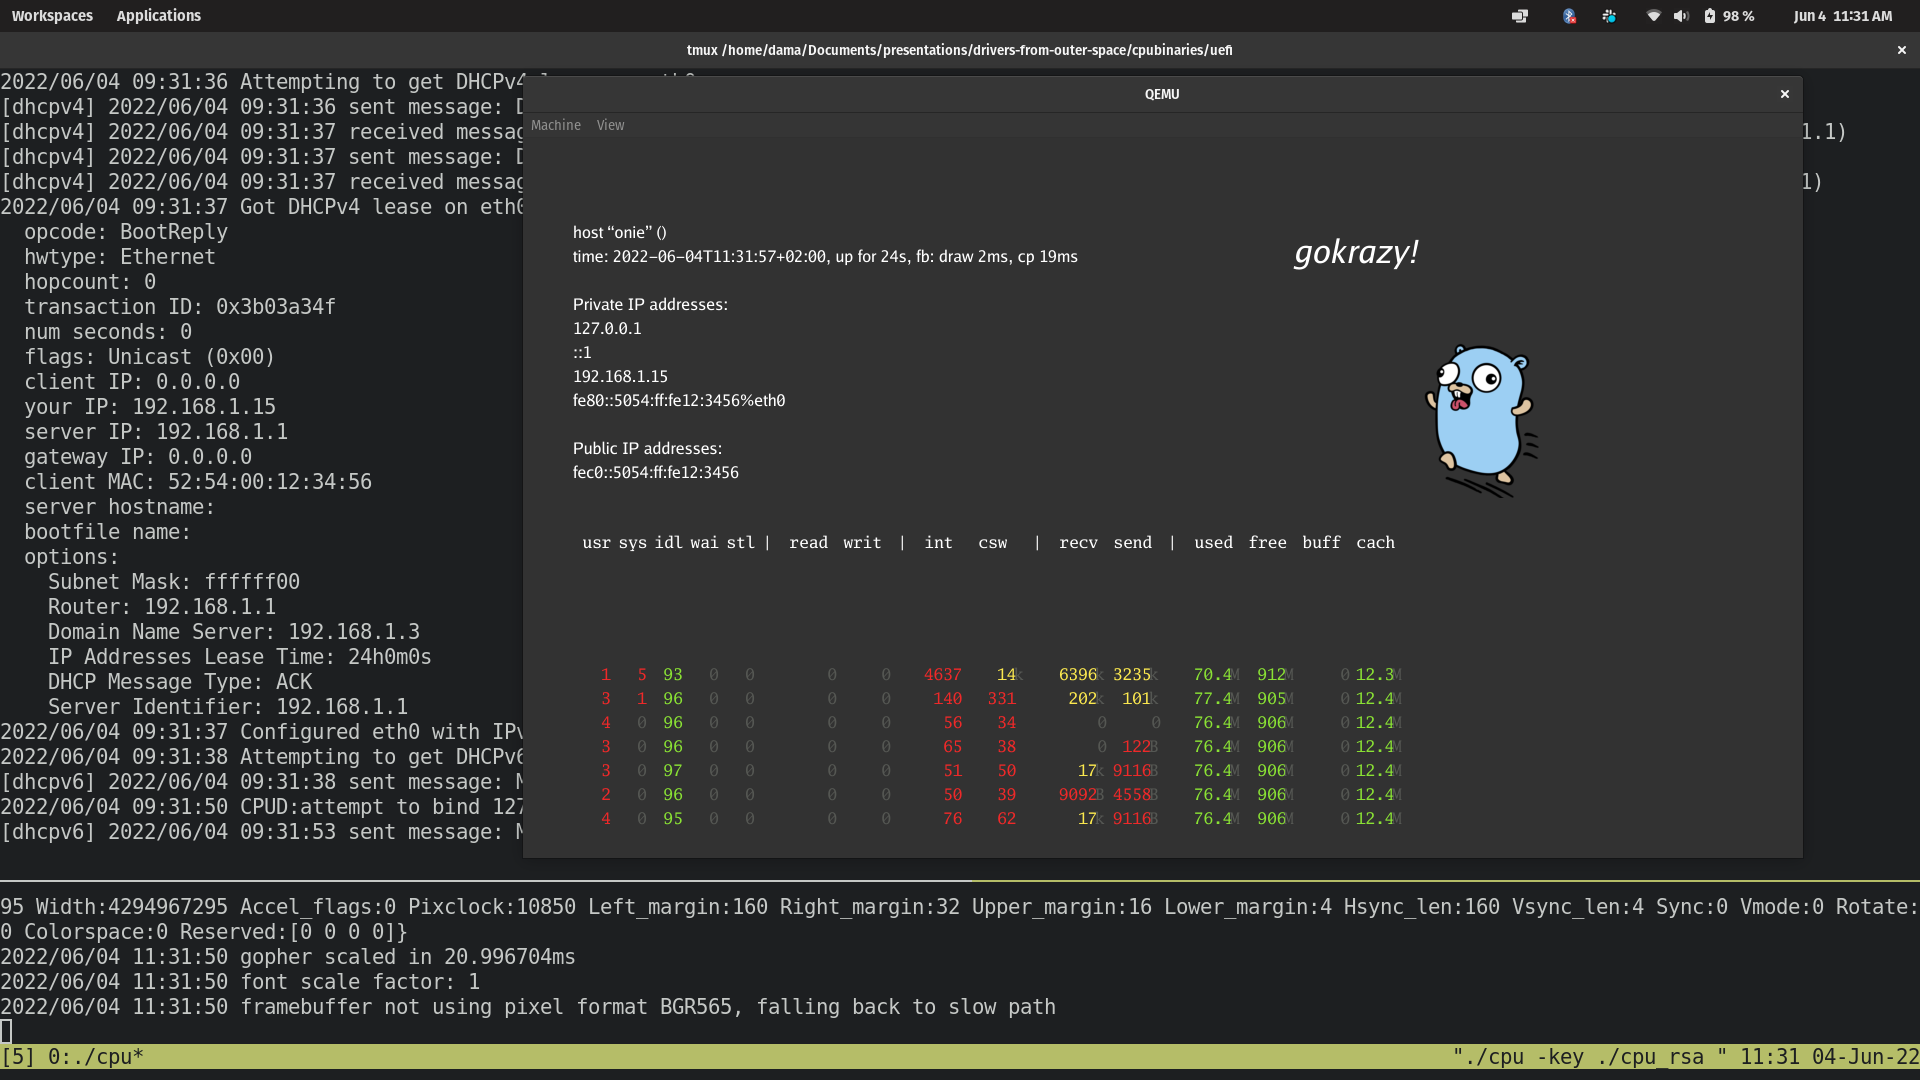 Workspaces Applications 98 % Jun 4 11:31 AM
tmux /home/dama/Documents/presentations/drivers-from-outer-space/cpubinaries/uefi
2022/06/04 09:31:36 Attempting to get DHCPv4
[dhcpv4] 2022/06/04 09:31:36 sent message: D
[dhcpv4] 2022/06/04 09:31:37 received messag 1.1)
[dhcpv4] 2022/06/04 09:31:37 sent message: D
[dhcpv4] 2022/06/04 09:31:37 received messag 1)
2022/06/04 09:31:37 Got DHCPv4 lease on eth0
opcode: BootReply
hwtype: Ethernet
hopcount: 0
transaction ID: 0x3b03a34f
num seconds: 0
flags: Unicast (0x00)
client IP: 0.0.0.0
your IP: 192.168.1.15
server IP: 192.168.1.1
gateway IP: 0.0.0.0
client MAC: 52:54:00:12:34:56
server hostname:
bootfile name:
options:
Subnet Mask: ffffff00
Router: 192.168.1.1
Domain Name Server: 192.168.1.3
IP Addresses Lease Time: 24h0m0s
DHCP Message Type: ACK
Server Identifier: 192.168.1.1
2022/06/04 09:31:37 Configured eth0 with IPv
2022/06/04 09:31:38 Attempting to get DHCPv6
[dhcpv6] 2022/06/04 09:31:38 sent message: M
2022/06/04 09:31:50 CPUD:attempt to bind 127
[dhcpv6] 2022/06/04 09:31:53 sent message: M
QEMU
Machine View
host “onie” ()
time: 2022-06-04T11:31:57+02:00, up for 24s, fb: draw 2ms, cp 19ms
gokrazy!
Private IP addresses:
127.0.0.1
::1
192.168.1.15
fe80::5054:ff:fe12:3456%eth0
Public IP addresses:
fec0::5054:ff:fe12:3456
usr sys idl wai stl | read writ | int csw | recv send | used free buff cach
1 5 93 0 0 0 0 4637 14k 6396k 3235k 70.4M 912M 0 12.3M
3 1 96 0 0 0 0 140 331 202k 101k 77.4M 905M 0 12.4M
4 0 96 0 0 0 0 56 34 0 0 76.4M 906M 0 12.4M
3 0 96 0 0 0 0 65 38 0 122B 76.4M 906M 0 12.4M
3 0 97 0 0 0 0 51 50 17k 9116B 76.4M 906M 0 12.4M
2 0 96 0 0 0 0 50 39 9092B 4558B 76.4M 906M 0 12.4M
4 0 95 0 0 0 0 76 62 17k 9116B 76.4M 906M 0 12.4M
95 Width:4294967295 Accel_flags:0 Pixclock:10850 Left_margin:160 Right_margin:32 Upper_margin:16 Lower_margin:4 Hsync_len:160 Vsync_len:4 Sync:0 Vmode:0 Rotate:
0 Colorspace:0 Reserved:[0 0 0 0]}
2022/06/04 11:31:50 gopher scaled in 20.996704ms
2022/06/04 11:31:50 font scale factor: 1
2022/06/04 11:31:50 framebuffer not using pixel format BGR565, falling back to slow path
[5] 0:./cpu* "./cpu -key ./cpu_rsa " 11:31 04-Jun-22